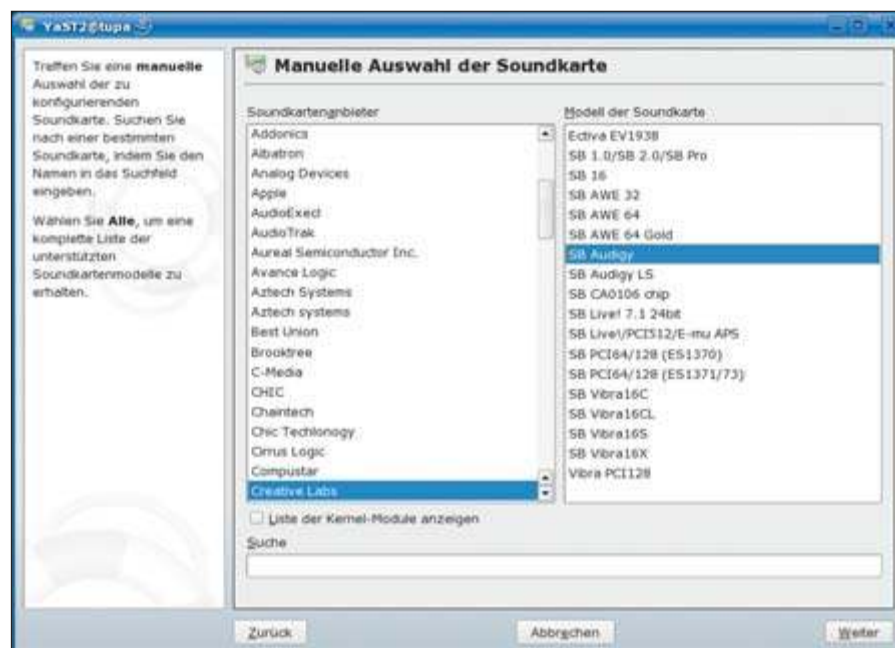 YaST2@tupa
Treffen Sie eine manuelle
Auswahl der zu
konfigurierenden
Soundkarte. Suchen Sie
nach einer bestimmten
Soundkarte, indem Sie den
Namen in das Suchfeld
eingeben.
Wählen Sie Alle, um eine
komplette Liste der
unterstützten
Soundkartenmodelle zu
erhalten.
Manuelle Auswahl der Soundkarte
Soundkartenanbieter
Addonics
Albatron
Analog Devices
Apple
AudioExcel
AudioTrak
Aureal Semiconductor Inc.
Avance Logic
Aztech Systems
Aztech systems
Best Union
Brooktree
C-Media
CHIC
Chaintech
Chic Techlonogy
Cirrus Logic
Compustar
Creative Labs
Modell der Soundkarte
Ectiva EV1938
SB 1.0/SB 2.0/SB Pro
SB 16
SB AWE 32
SB AWE 64
SB AWE 64 Gold
SB Audigy
SB Audigy LS
SB CA0106 chip
SB Live! 7.1 24bit
SB Live!/PCI512/E-mu APS
SB PCI64/128 (ES1370)
SB PCI64/128 (ES1371/73)
SB Vibra16C
SB Vibra16CL
SB Vibra16S
SB Vibra16X
Vibra PCI128
Liste der Kernel-Module anzeigen
Suche
Zurück
Abbrechen
Weiter